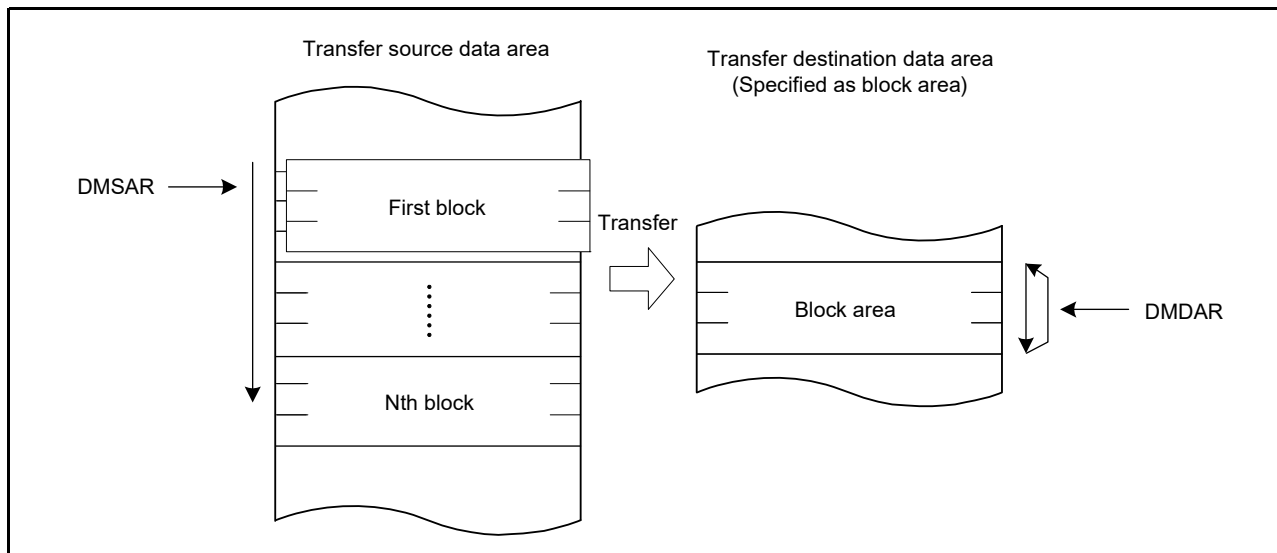 Transfer source data area
Transfer destination data area
(Specified as block area)
DMSAR
First block
Transfer
Block area
DMDAR
Nth block